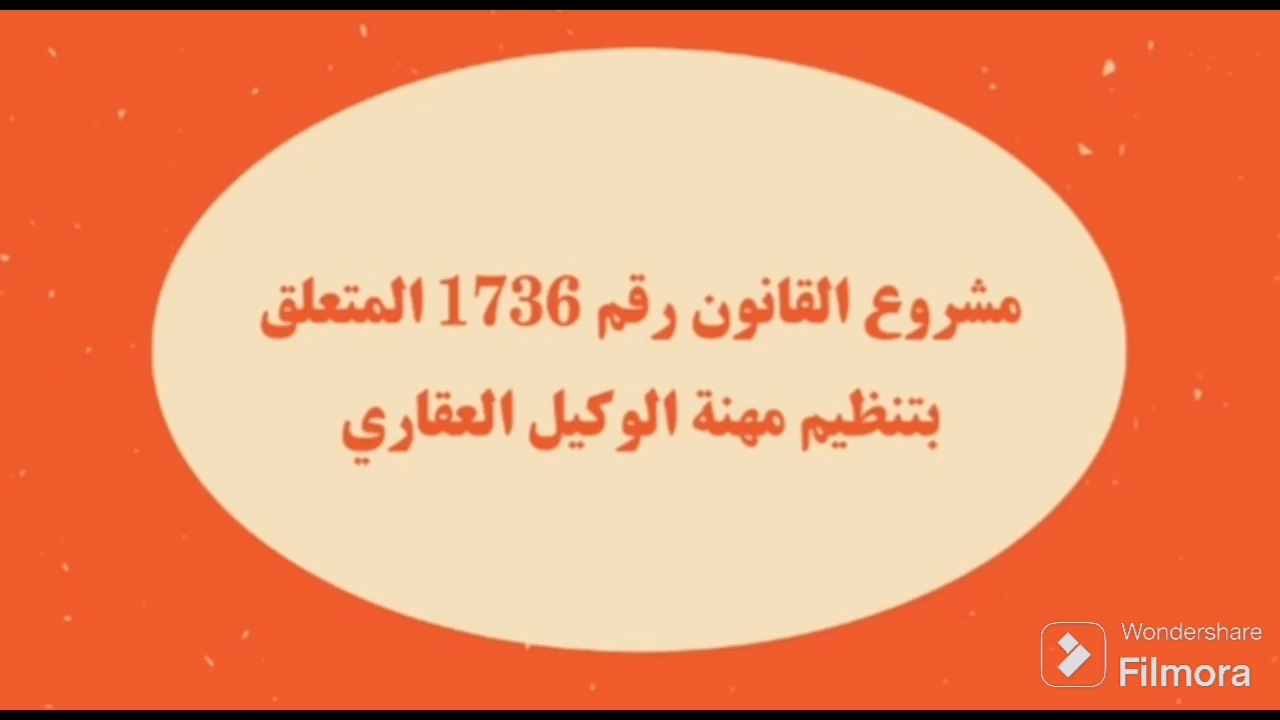 مشروع القانون رقم 1736 المتعلق
بتنظيم مهنة الوكيل العقاري
Wondershare
Filmora